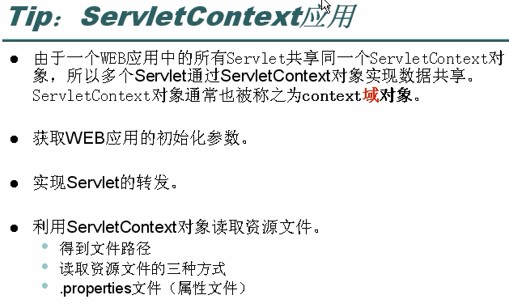 Tip：ServletContext应用
由于一个WEB应用中的所有Servlet共享同一个ServletContext对
象，所以多个Servlet通过ServletContext对象实现数据共享。
ServletContext对象通常也被称之为context域对象。
获取WEB应用的初始化参数。
实现Servlet的转发。
利用ServletContext对象读取资源文件。
得到文件路径
读取资源文件的三种方式
.properties文件（属性文件）